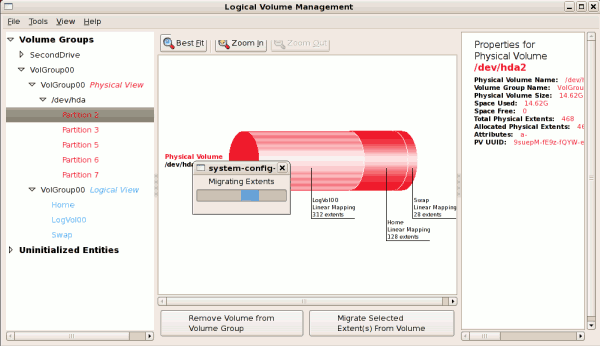 Logical Volume Management
File Tools View Help
Volume Groups
SecondDrive
VolGroup00
VolGroup00 Physical View
/dev/hda
Partition 2
Partition 3
Partition 5
Partition 6
Partition 7
VolGroup00 Logical View
Home
LogVol00
Swap
Uninitialized Entities
Best Fit Zoom In Zoom Out
Physical Volume
/dev/hda
system-config-
Migrating Extents
LogVol00
Linear Mapping
312 extents
Home
Linear Mapping
128 extents
Swap
Linear Mapping
28 extents
Remove Volume from
Volume Group
Migrate Selected
Extent(s) From Volume
Properties for
Physical Volume
/dev/hda2
Physical Volume Name: /dev/h
Volume Group Name: VolGrou
Physical Volume Size: 14.62G
Space Used: 14.62G
Space Free: 0
Total Physical Extents: 468
Allocated Physical Extents: 46
Attributes: a-
PV UUID: 9suepM-fE9z-fQYW-e